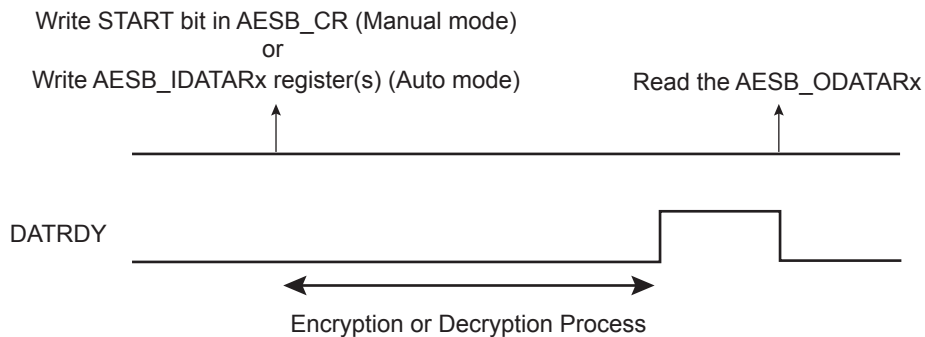 Write START bit in AESB_CR (Manual mode)
or
Write AESB_IDATARx register(s) (Auto mode)
Read the AESB_ODATARx
DATRDY
Encryption or Decryption Process